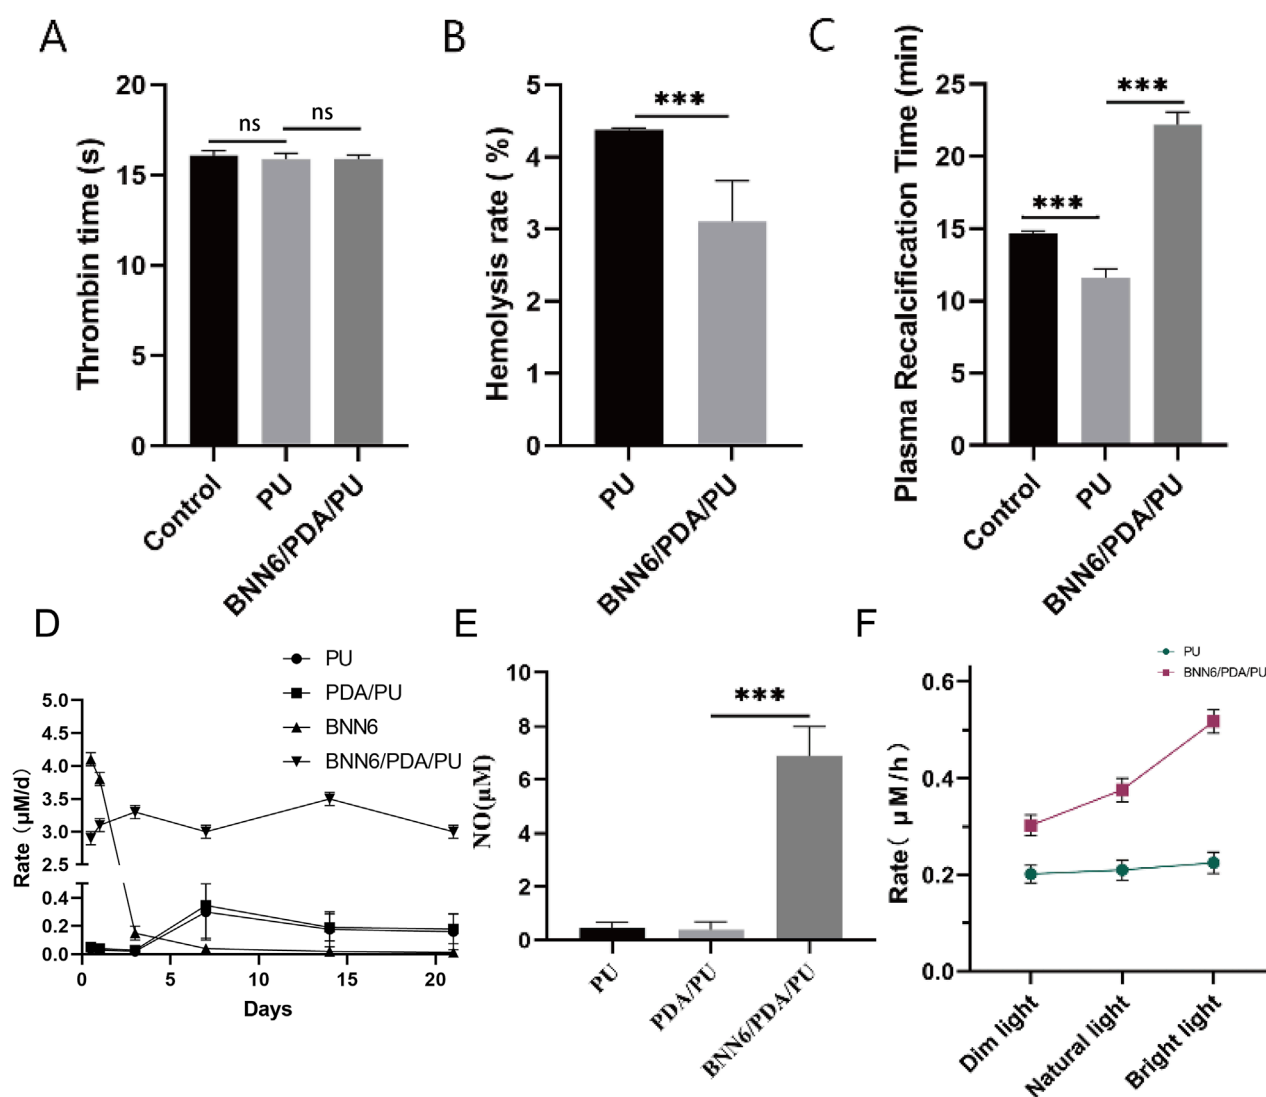 A
Thrombin time (s)
20
15
10
5
0
ns
ns
Control
PU
BNN6/PDA/PU
B
Hemolysis rate ( %)
5
4
3
2
1
0
***
PU
BNN6/PDA/PU
C
Plasma Recalcification Time (min)
25
20
15
10
5
0
***
***
Control
PU
BNN6/PDA/PU
D
PU
PDA/PU
BNN6
BNN6/PDA/PU
Rate (μM/d)
5.0
4.5
4.0
3.5
3.0
2.5
0.4
0.2
0.0
0
5
10
15
20
Days
E
NO(μM)
10
8
6
4
2
0
***
PU
PDA/PU
BNN6/PDA/PU
F
PU
BNN6/PDA/PU
Rate( μM/h)
0.6
0.4
0.2
0.0
Dim light
Natural light
Bright light